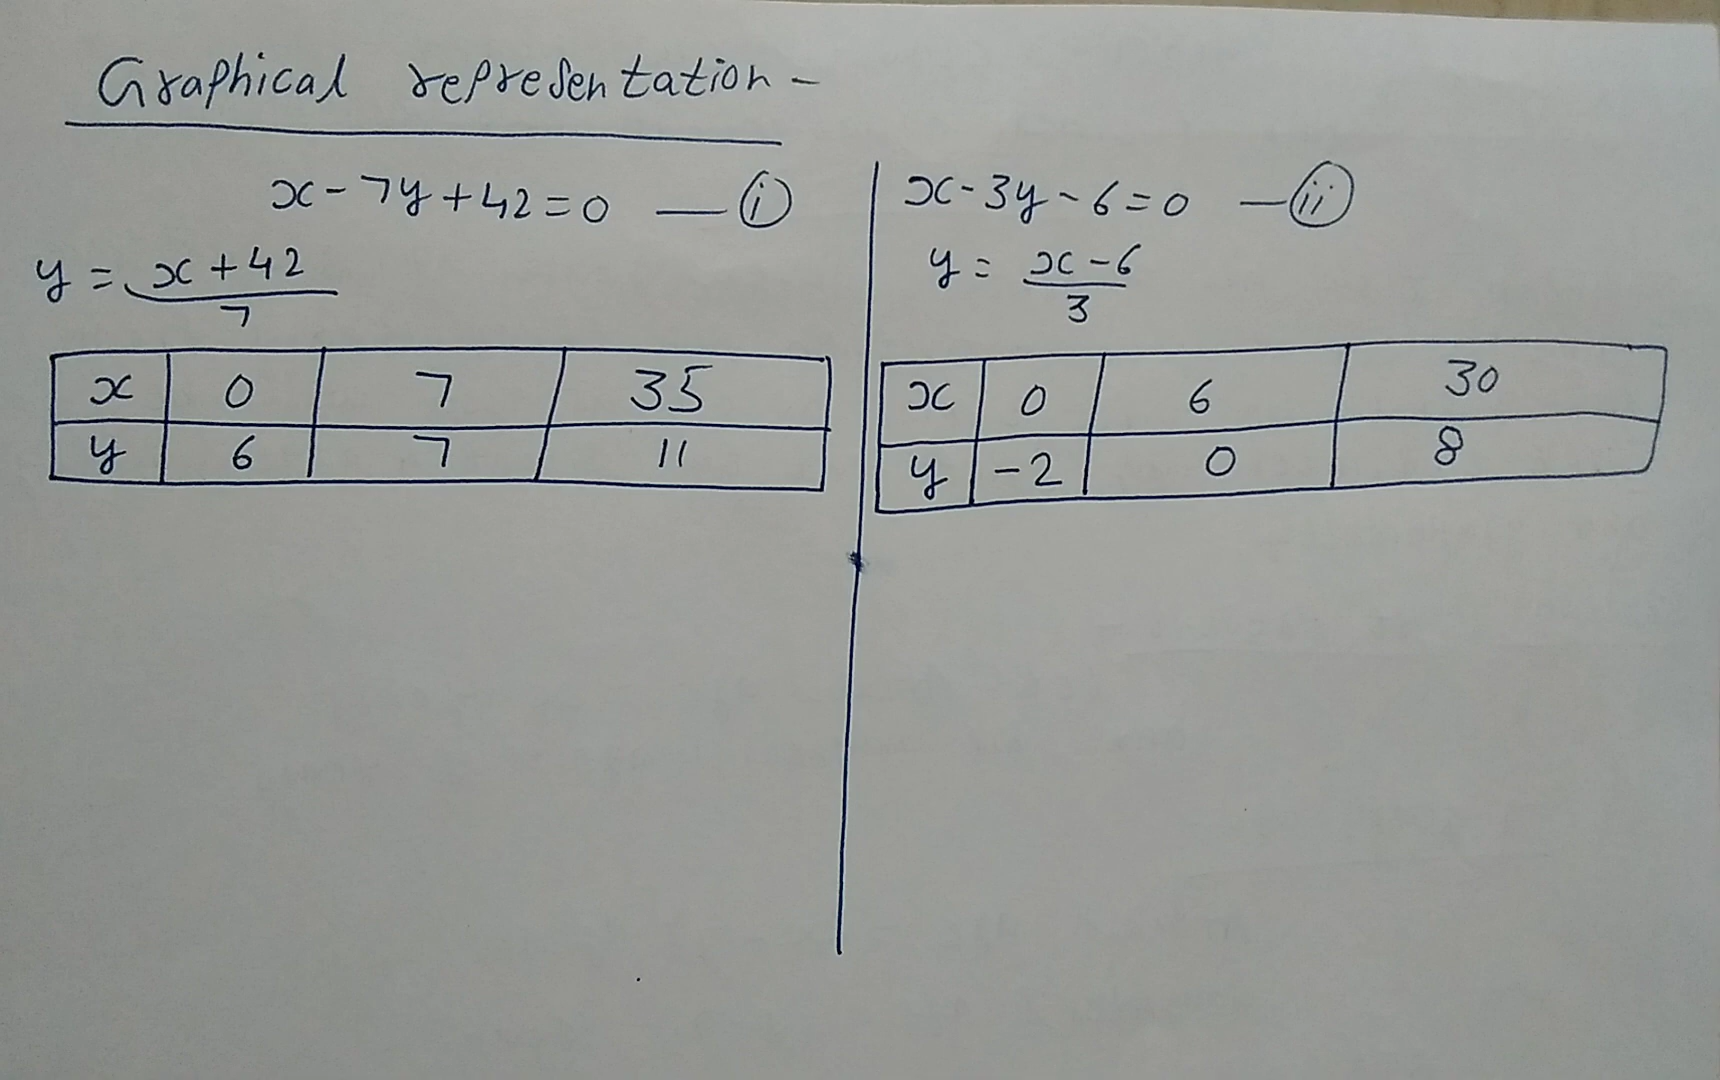 Graphical representation -
x - 7y + 42 = 0 — (i)
y = x + 42
7
x 0 7 35
y 6 7 11
x - 3y - 6 = 0 — (ii)
y = x - 6
3
x 0 6 30
y -2 0 8